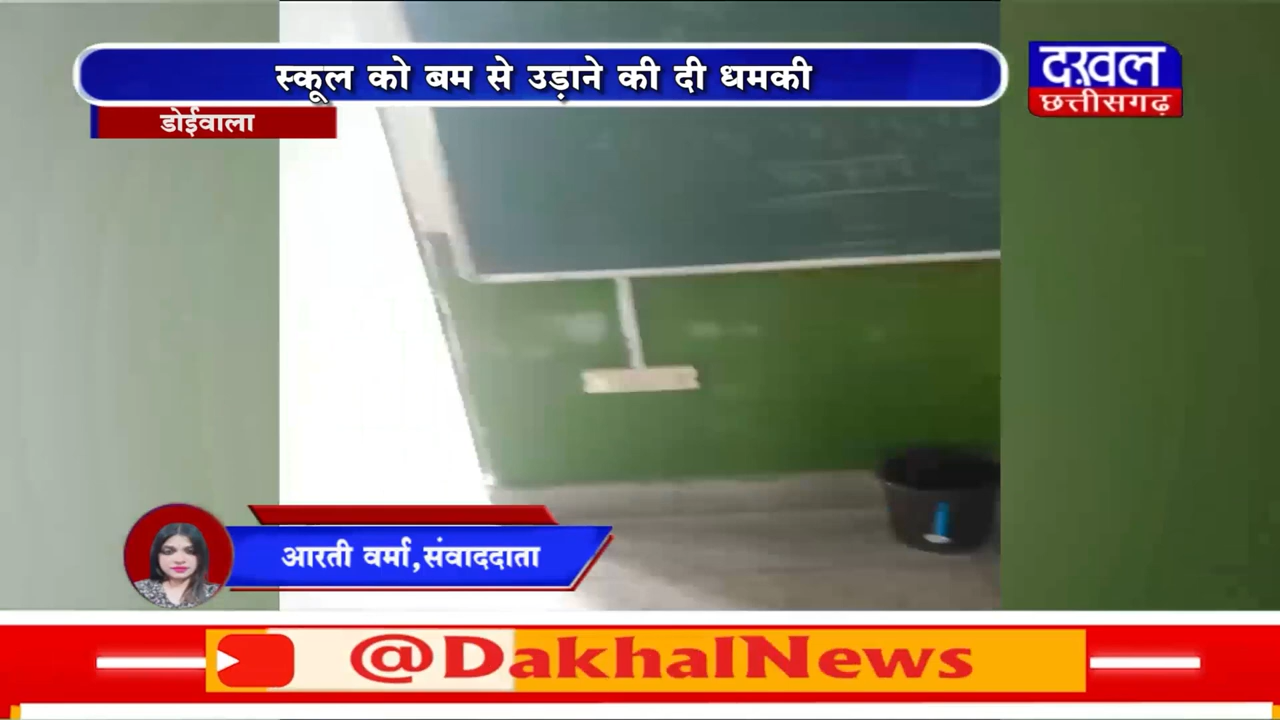 स्कूल को बम से उड़ाने की दी धमकी
दख़ल
छत्तीसगढ़
डोईवाला
आरती वर्मा,संवाददाता
@DakhalNews